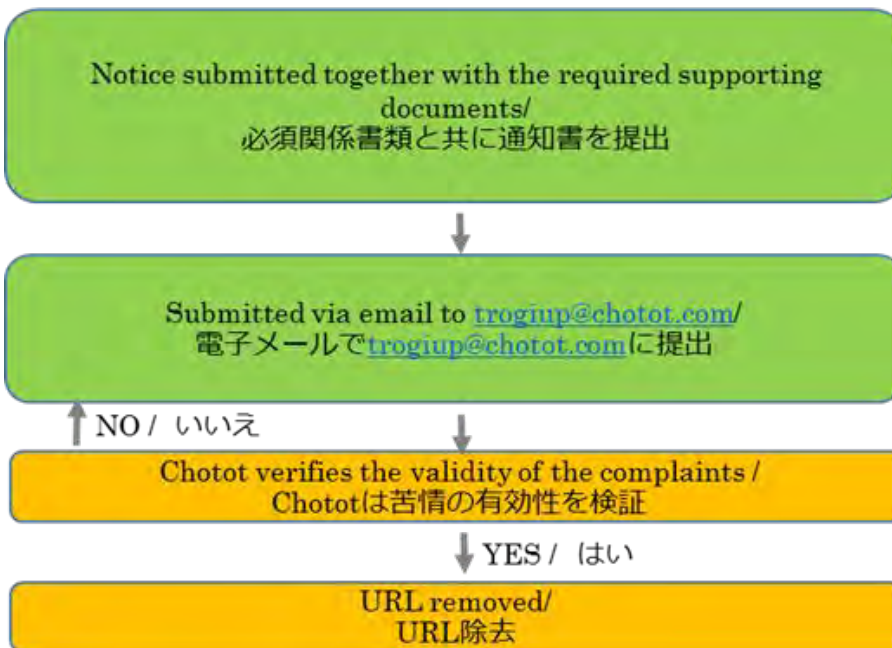 Notice submitted together with the required supporting
documents/
必須関係書類と共に通知書を提出
Submitted via email to trogiup@chotot.com/
電子メールでtrogiup@chotot.comに提出
NO / いいえ
Chotot verifies the validity of the complaints /
Chototは苦情の有効性を検証
YES / はい
URL removed/
URL除去